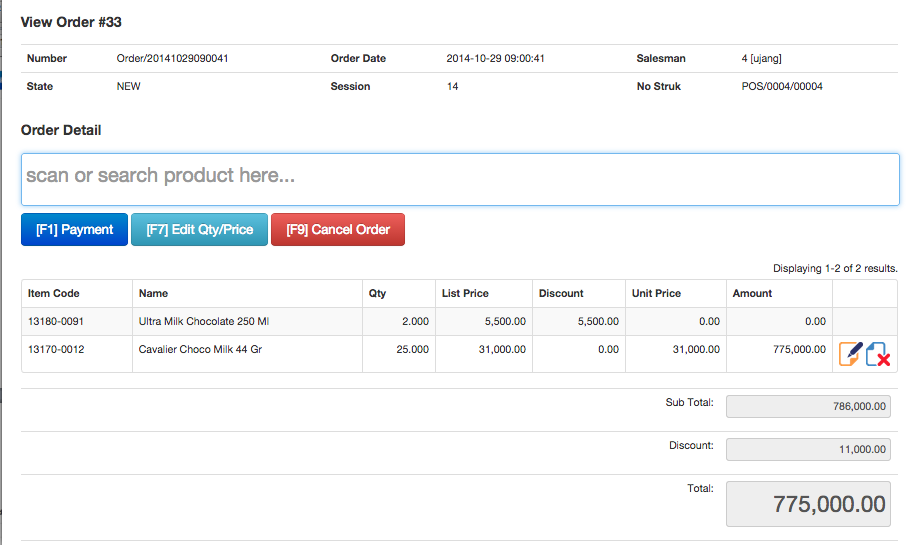 View Order #33
Number Order/20141029090041 Order Date 2014-10-29 09:00:41 Salesman 4 [ujang]
State NEW Session 14 No Struk POS/0004/00004
Order Detail
scan or search product here...
[F1] Payment [F7] Edit Qty/Price [F9] Cancel Order
Displaying 1-2 of 2 results.
Item Code Name Qty List Price Discount Unit Price Amount
13180-0091 Ultra Milk Chocolate 250 Ml 2.000 5,500.00 5,500.00 0.00 0.00
13170-0012 Cavalier Choco Milk 44 Gr 25.000 31,000.00 0.00 31,000.00 775,000.00
Sub Total: 786,000.00
Discount: 11,000.00
Total: 775,000.00